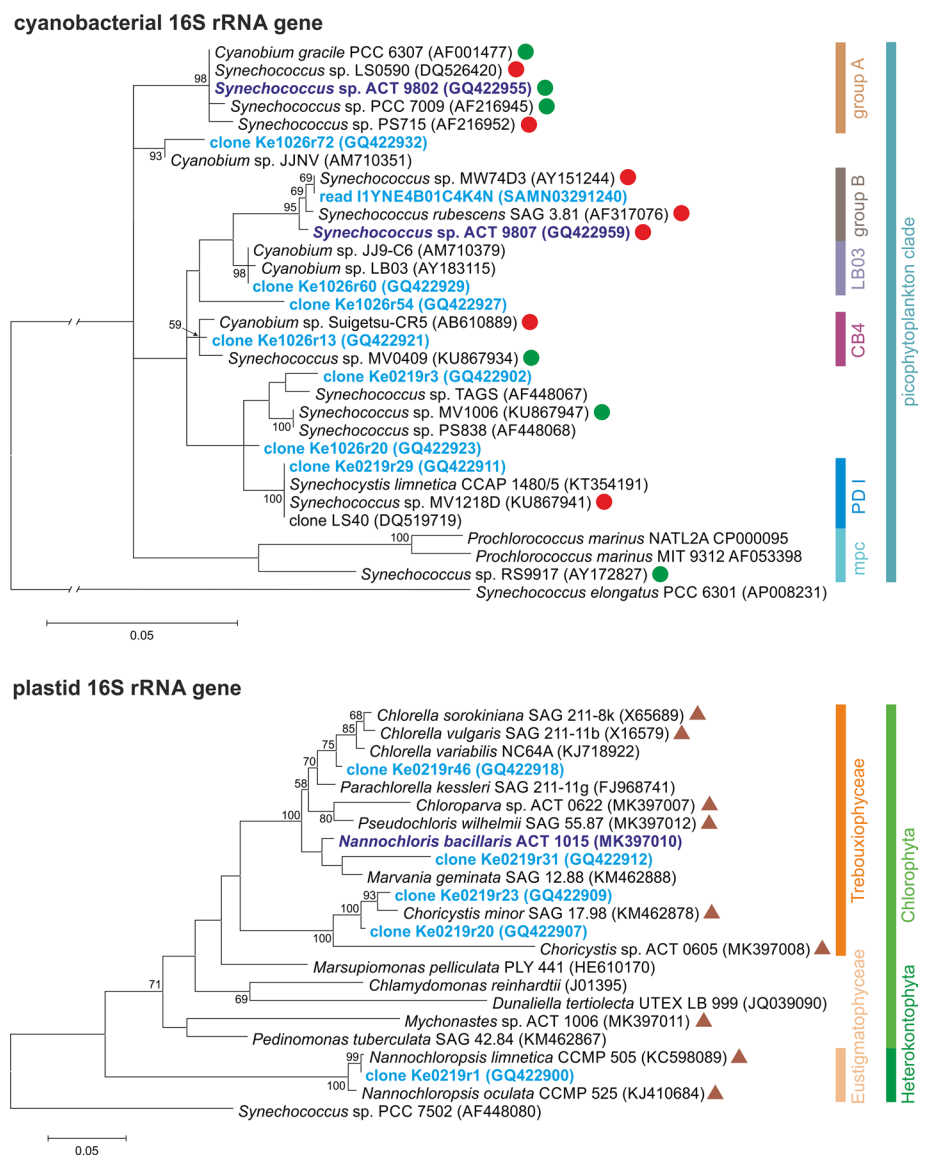 cyanobacterial 16S rRNA gene
Cyanobium gracile PCC 6307 (AF001477)
Synechococcus sp. LS0590 (DQ526420)
98
Synechococcus sp. ACT 9802 (GQ422955)
Synechococcus sp. PCC 7009 (AF216945)
Synechococcus sp. PS715 (AF216952)
group A
clone Ke1026r72 (GQ422932)
93
Cyanobium sp. JJNV (AM710351)
69
Synechococcus sp. MW74D3 (AY151244)
69
read I1YNE4B01C4K4N (SAMN03291240)
95
Synechococcus rubescens SAG 3.81 (AF317076)
Synechococcus sp. ACT 9807 (GQ422959)
group B
Cyanobium sp. JJ9-C6 (AM710379)
98
Cyanobium sp. LB03 (AY183115)
clone Ke1026r60 (GQ422929)
LB03
clone Ke1026r54 (GQ422927)
59
Cyanobium sp. Suigetsu-CR5 (AB610889)
clone Ke1026r13 (GQ422921)
Synechococcus sp. MV0409 (KU867934)
CB4
picophytoplankton clade
clone Ke0219r3 (GQ422902)
Synechococcus sp. TAGS (AF448067)
Synechococcus sp. MV1006 (KU867947)
100
Synechococcus sp. PS838 (AF448068)
clone Ke1026r20 (GQ422923)
clone Ke0219r29 (GQ422911)
Synechocystis limnetica CCAP 1480/5 (KT354191)
100
Synechococcus sp. MV1218D (KU867941)
clone LS40 (DQ519719)
PD I
100
Prochlorococcus marinus NATL2A CP000095
Prochlorococcus marinus MIT 9312 AF053398
Synechococcus sp. RS9917 (AY172827)
mpc
Synechococcus elongatus PCC 6301 (AP008231)
0.05
plastid 16S rRNA gene
68
Chlorella sorokiniana SAG 211-8k (X65689)
85
Chlorella vulgaris SAG 211-11b (X16579)
75
Chlorella variabilis NC64A (KJ718922)
70
clone Ke0219r46 (GQ422918)
58
Parachlorella kessleri SAG 211-11g (FJ968741)
Chloroparva sp. ACT 0622 (MK397007)
100
80
Pseudochloris wilhelmii SAG 55.87 (MK397012)
Nannochloris bacillaris ACT 1015 (MK397010)
clone Ke0219r31 (GQ422912)
Marvania geminata SAG 12.88 (KM462888)
93
clone Ke0219r23 (GQ422909)
100
Choricystis minor SAG 17.98 (KM462878)
clone Ke0219r20 (GQ422907)
100
Choricystis sp. ACT 0605 (MK397008)
Trebouxiophyceae
Chlorophyta
Marsupiomonas pelliculata PLY 441 (HE610170)
71
Chlamydomonas reinhardtii (J01395)
69
Dunaliella tertiolecta UTEX LB 999 (JQ039090)
Mychonastes sp. ACT 1006 (MK397011)
Pedinomonas tuberculata SAG 42.84 (KM462867)
99
Nannochloropsis limnetica CCMP 505 (KC598089)
clone Ke0219r1 (GQ422900)
100
Nannochloropsis oculata CCMP 525 (KJ410684)
Eustigmatophyceae
Heterokontophyta
Synechococcus sp. PCC 7502 (AF448080)
0.05